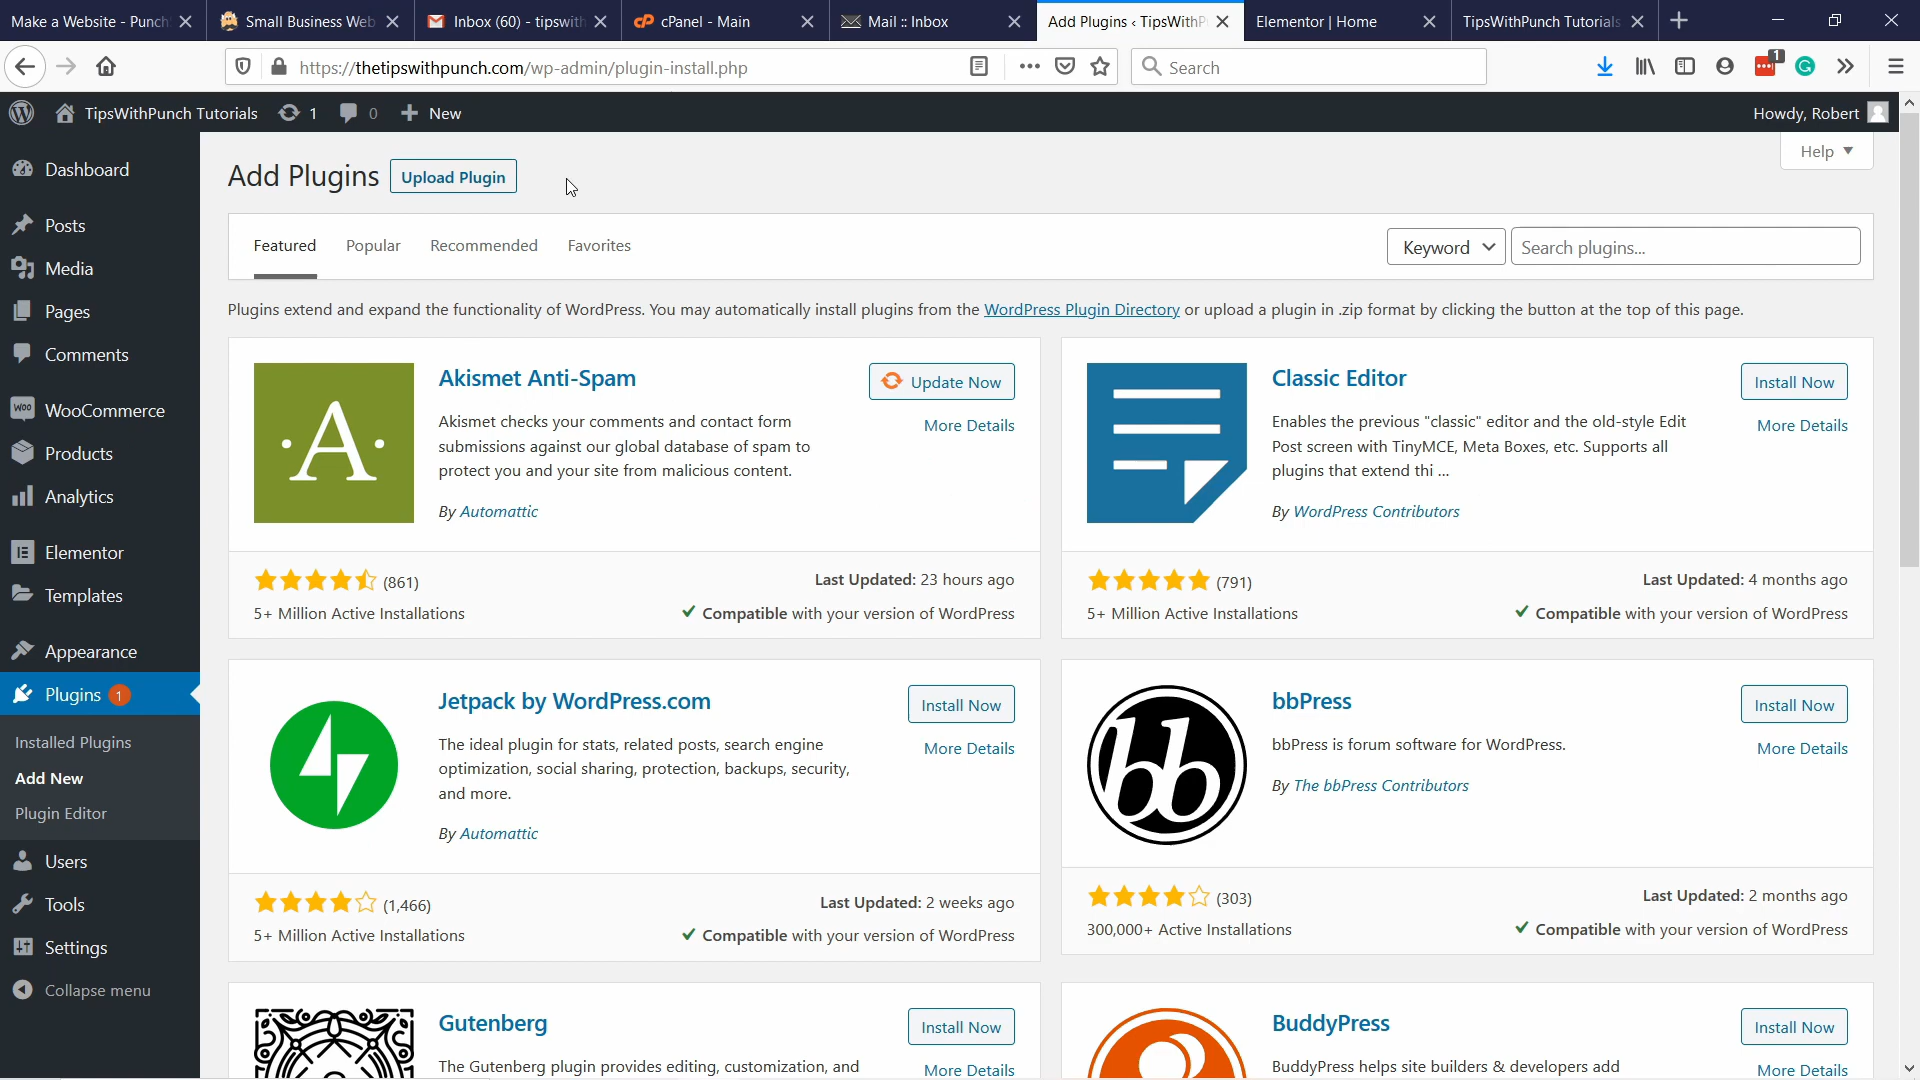 Make a Website - Punch
Small Business Web
Inbox (60) - tipswith
cPanel - Main
Mail :: Inbox
Add Plugins ‹ TipsWithP
Elementor | Home
TipsWithPunch Tutorials
https://thetipswithpunch.com/wp-admin/plugin-install.php
Search
1
TipsWithPunch Tutorials
1
0
New
Howdy, Robert
Dashboard
Posts
Media
Pages
Comments
WooCommerce
Products
Analytics
Elementor
Templates
Appearance
Plugins 1
Installed Plugins
Add New
Plugin Editor
Users
Tools
Settings
Collapse menu
Help
Add Plugins
Upload Plugin
Featured
Popular
Recommended
Favorites
Keyword
Search plugins...
Plugins extend and expand the functionality of WordPress. You may automatically install plugins from the WordPress Plugin Directory or upload a plugin in .zip format by clicking the button at the top of this page.
A
Akismet Anti-Spam
Update Now
More Details
Akismet checks your comments and contact form
submissions against our global database of spam to
protect you and your site from malicious content.
By Automattic
(861)
5+ Million Active Installations
Last Updated: 23 hours ago
Compatible with your version of WordPress
Classic Editor
Install Now
More Details
Enables the previous "classic" editor and the old-style Edit
Post screen with TinyMCE, Meta Boxes, etc. Supports all
plugins that extend thi ...
By WordPress Contributors
(791)
5+ Million Active Installations
Last Updated: 4 months ago
Compatible with your version of WordPress
Jetpack by WordPress.com
Install Now
More Details
The ideal plugin for stats, related posts, search engine
optimization, social sharing, protection, backups, security,
and more.
By Automattic
(1,466)
5+ Million Active Installations
Last Updated: 2 weeks ago
Compatible with your version of WordPress
bb
bbPress
Install Now
More Details
bbPress is forum software for WordPress.
By The bbPress Contributors
(303)
300,000+ Active Installations
Last Updated: 2 months ago
Compatible with your version of WordPress
Gutenberg
Install Now
More Details
The Gutenberg plugin provides editing, customization, and
BuddyPress
Install Now
More Details
BuddyPress helps site builders & developers add